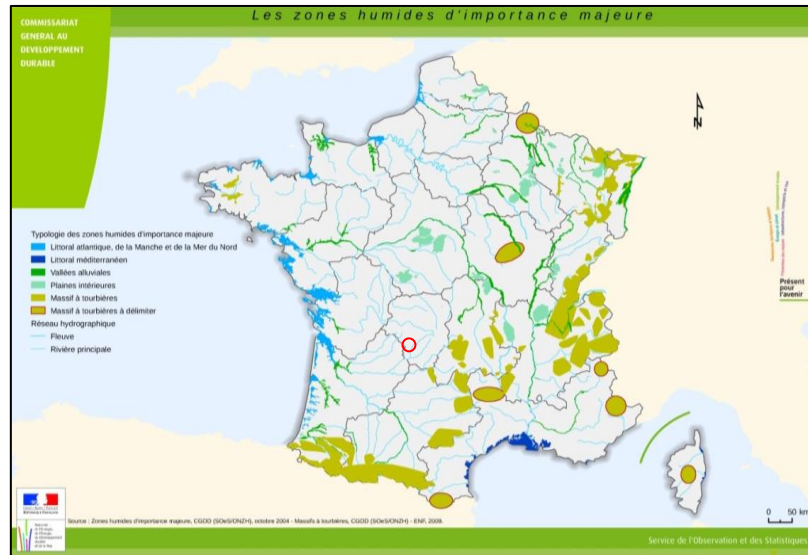 Les zones humides d'importance majeure
COMMISSARIAT
GENERAL AU
DEVELOPPEMENT
DURABLE
N
Typologie des zones humides d'importance majeure
Littoral atlantique, de la Manche et de la Mer du Nord
Littoral méditerranéen
Vallées alluviales
Plaines intérieures
Massif à tourbières
Massif à tourbières à délimiter
Réseau hydrographique
Fleuve
Rivière principale
Présent
pour
l'avenir
0 50 km
Source : Zones humides d'importance majeure, CGDD (SOeS/ONZH), octobre 2004 - Massifs à tourbières, CGDD (SOeS/ONZH) - ENF, 2009.
Service de l'Observation et des Statistiques